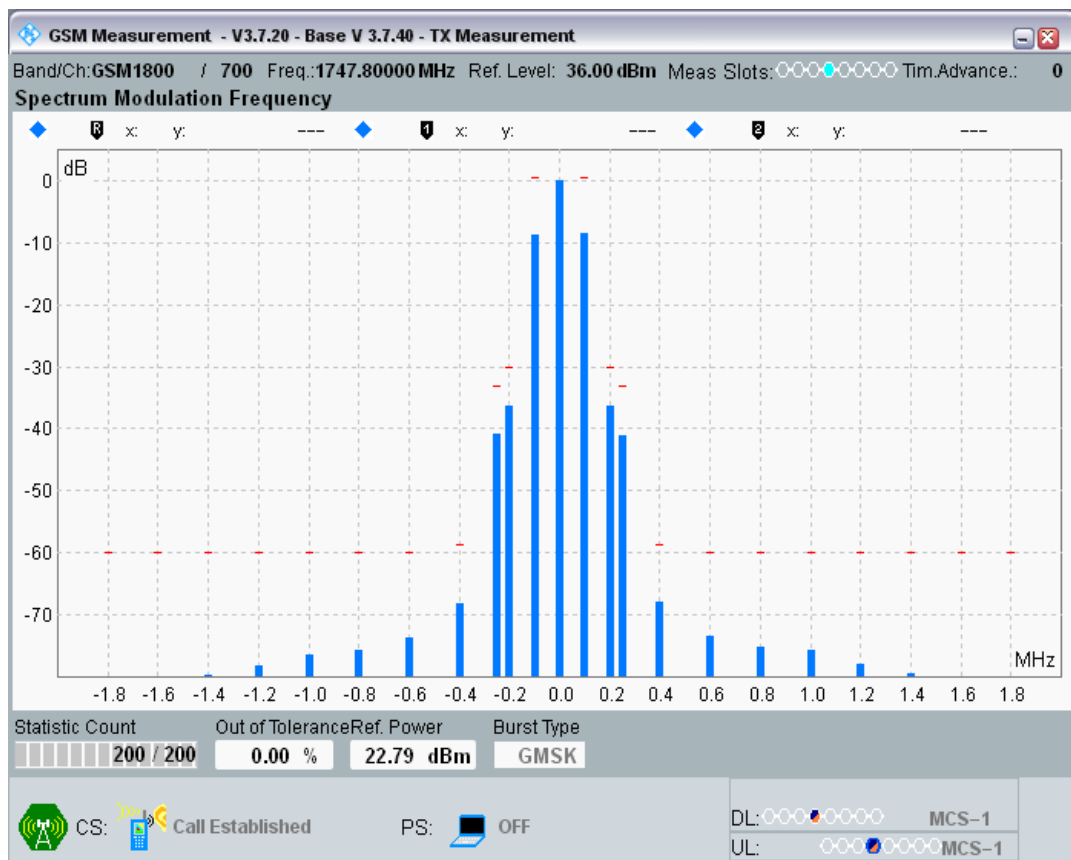 GSM Measurement - V3.7.20 - Base V 3.7.40 - TX Measurement
Band/Ch:GSM1800 / 700 Freq.:1747.80000 MHz Ref. Level: 36.00 dBm Meas Slots: Tim.Advance.: 0
Spectrum Modulation Frequency
R x: y: --- 1 x: y: --- 2 x: y: ---
dB
0
-10
-20
-30
-40
-50
-60
-70
MHz
-1.8 -1.6 -1.4 -1.2 -1.0 -0.8 -0.6 -0.4 -0.2 0.0 0.2 0.4 0.6 0.8 1.0 1.2 1.4 1.6 1.8
Statistic Count Out of Tolerance Ref. Power Burst Type
200 / 200 0.00 % 22.79 dBm GMSK
CS: Call Established PS: OFF
DL: MCS-1
UL: MCS-1